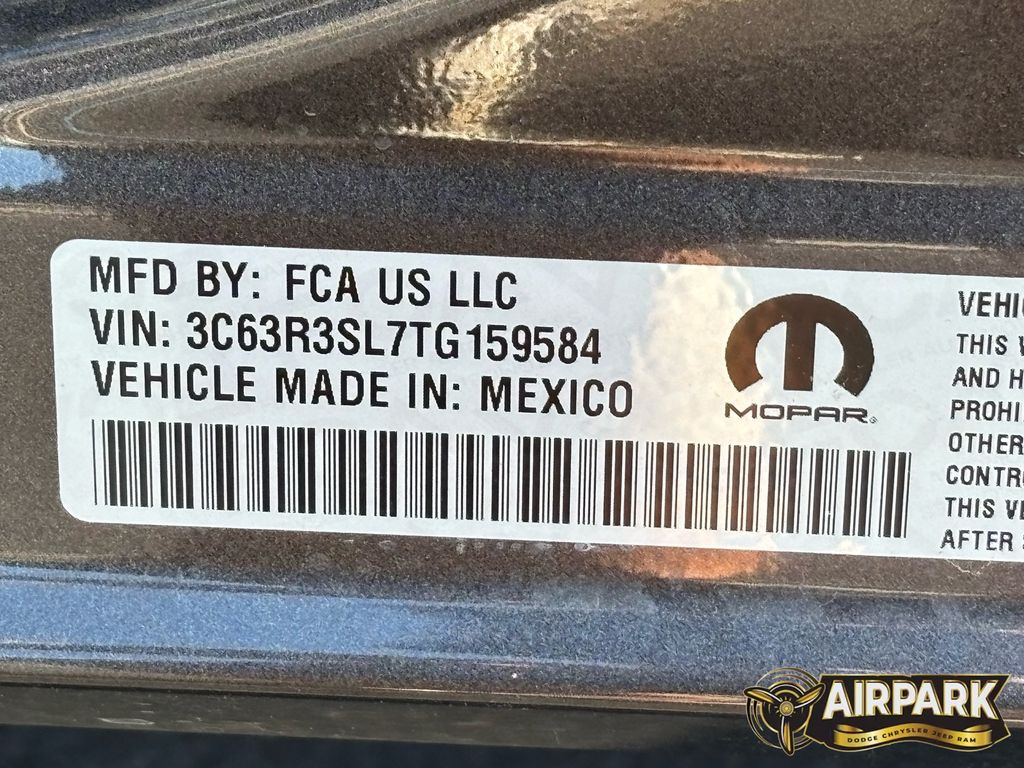 MFD BY: FCA US LLC
VIN: 3C63R3SL7TG159584
VEHICLE MADE IN: MEXICO
MOPAR
VEHIC
THIS V
AND H
PROHI
OTHER
CONTR
THIS VE
AFTER
AIRPARK
DODGE CHRYSLER JEEP RAM